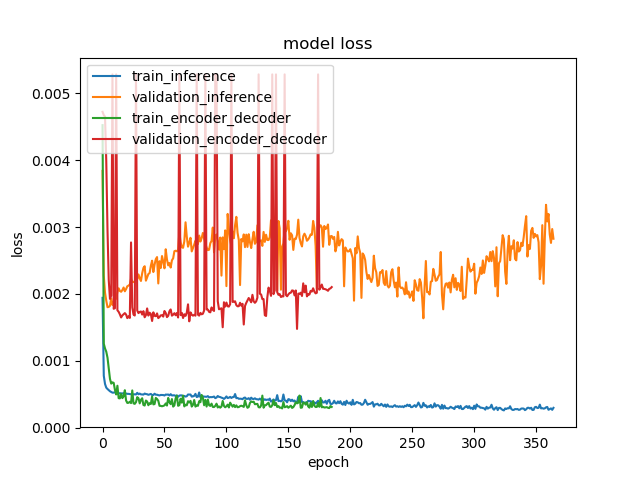 model loss
train_inference
validation_inference
train_encoder_decoder
validation_encoder_decoder
loss
0.005
0.004
0.003
0.002
0.001
0.000
0 50 100 150 200 250 300 350
epoch